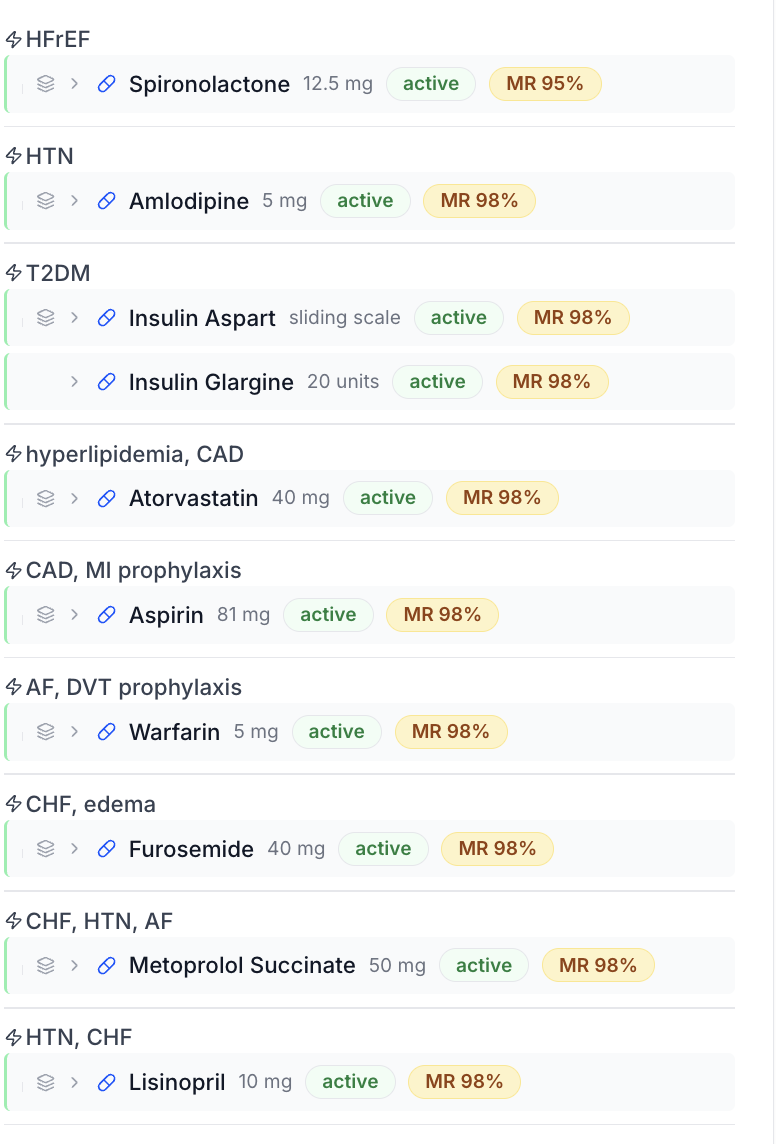 HFrEF
Spironolactone 12.5 mg active MR 95%
HTN
Amlodipine 5 mg active MR 98%
T2DM
Insulin Aspart sliding scale active MR 98%
Insulin Glargine 20 units active MR 98%
hyperlipidemia, CAD
Atorvastatin 40 mg active MR 98%
CAD, MI prophylaxis
Aspirin 81 mg active MR 98%
AF, DVT prophylaxis
Warfarin 5 mg active MR 98%
CHF, edema
Furosemide 40 mg active MR 98%
CHF, HTN, AF
Metoprolol Succinate 50 mg active MR 98%
HTN, CHF
Lisinopril 10 mg active MR 98%